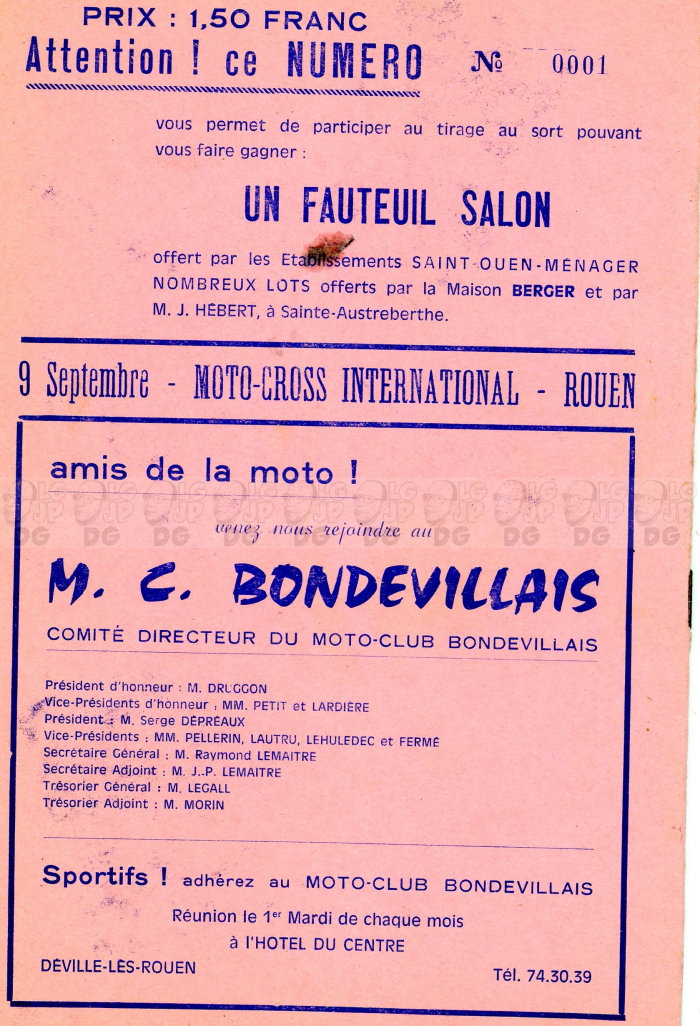 PRIX : 1,50 FRANC
Attention ! ce NUMERO № 0001
vous permet de participer au tirage au sort pouvant
vous faire gagner :
UN FAUTEUIL SALON
offert par les Etablissements SAINT-OUEN-MÉNAGER
NOMBREUX LOTS offerts par la Maison BERGER et par
M. J. HÉBERT, à Sainte-Austreberthe.
9 Septembre - MOTO-CROSS INTERNATIONAL - ROUEN
amis de la moto !
venez nous rejoindre au
M. C. BONDEVILLAIS
COMITÉ DIRECTEUR DU MOTO-CLUB BONDEVILLAIS
Président d'honneur : M. DRUGGON
Vice-Présidents d'honneur : MM. PETIT et LARDIÈRE
Président : M. Serge DÉPRÉAUX
Vice-Présidents : MM. PELLERIN, LAUTRU, LEHULEDEC et FERMÉ
Secrétaire Général : M. Raymond LEMAITRE
Secrétaire Adjoint : M. J.-P. LEMAITRE
Trésorier Général : M. LEGALL
Trésorier Adjoint : M. MORIN
Sportifs ! adhérez au MOTO-CLUB BONDEVILLAIS
Réunion le 1er Mardi de chaque mois
à l'HOTEL DU CENTRE
DÉVILLE-LÈS-ROUEN Tél. 74.30.39